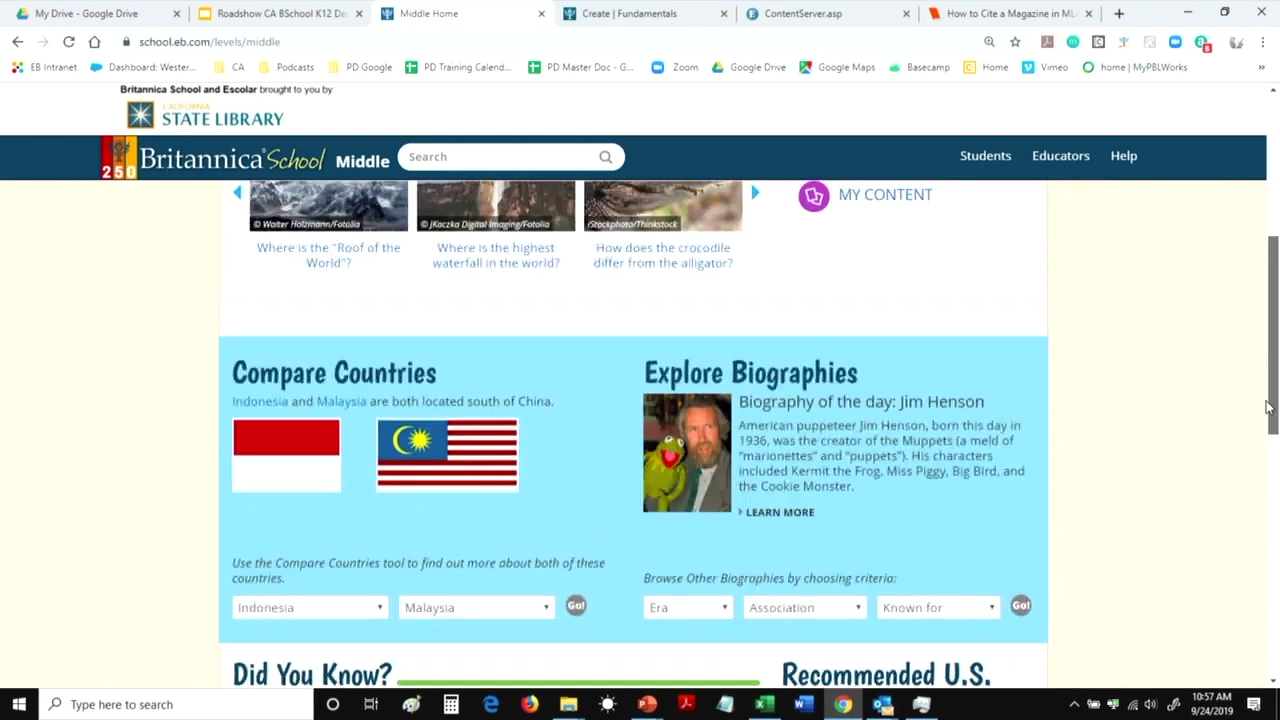 My Drive - Google Drive
Roadshow CA BSchool K12 De
Middle Home
Create | Fundamentals
ContentServer.asp
How to Cite a Magazine in ML
school.eb.com/levels/middle
EB Intranet
Dashboard: Wester...
CA
Podcasts
PD Google
PD Training Calend...
PD Master Doc - G...
Zoom
Google Drive
Google Maps
Basecamp
Home
Vimeo
home | MyPBLWorks
Britannica School and Escolar brought to you by
CALIFORNIA
STATE LIBRARY
250
Britannica School Middle
Search
Students
Educators
Help
© Walter Holzmann/Fotolia
© JKaczka Digital Imaging/Fotolia
iStockphoto/Thinkstock
MY CONTENT
Where is the "Roof of the
World"?
Where is the highest
waterfall in the world?
How does the crocodile
differ from the alligator?
Compare Countries
Indonesia and Malaysia are both located south of China.
Use the Compare Countries tool to find out more about both of these
countries.
Indonesia
Malaysia
Go!
Explore Biographies
Biography of the day: Jim Henson
American puppeteer Jim Henson, born this day in
1936, was the creator of the Muppets (a meld of
"marionettes" and "puppets"). His characters
included Kermit the Frog, Miss Piggy, Big Bird, and
the Cookie Monster.
LEARN MORE
Browse Other Biographies by choosing criteria:
Era
Association
Known for
Go!
Did You Know?
Recommended U.S.
Type here to search
10:57 AM
9/24/2019